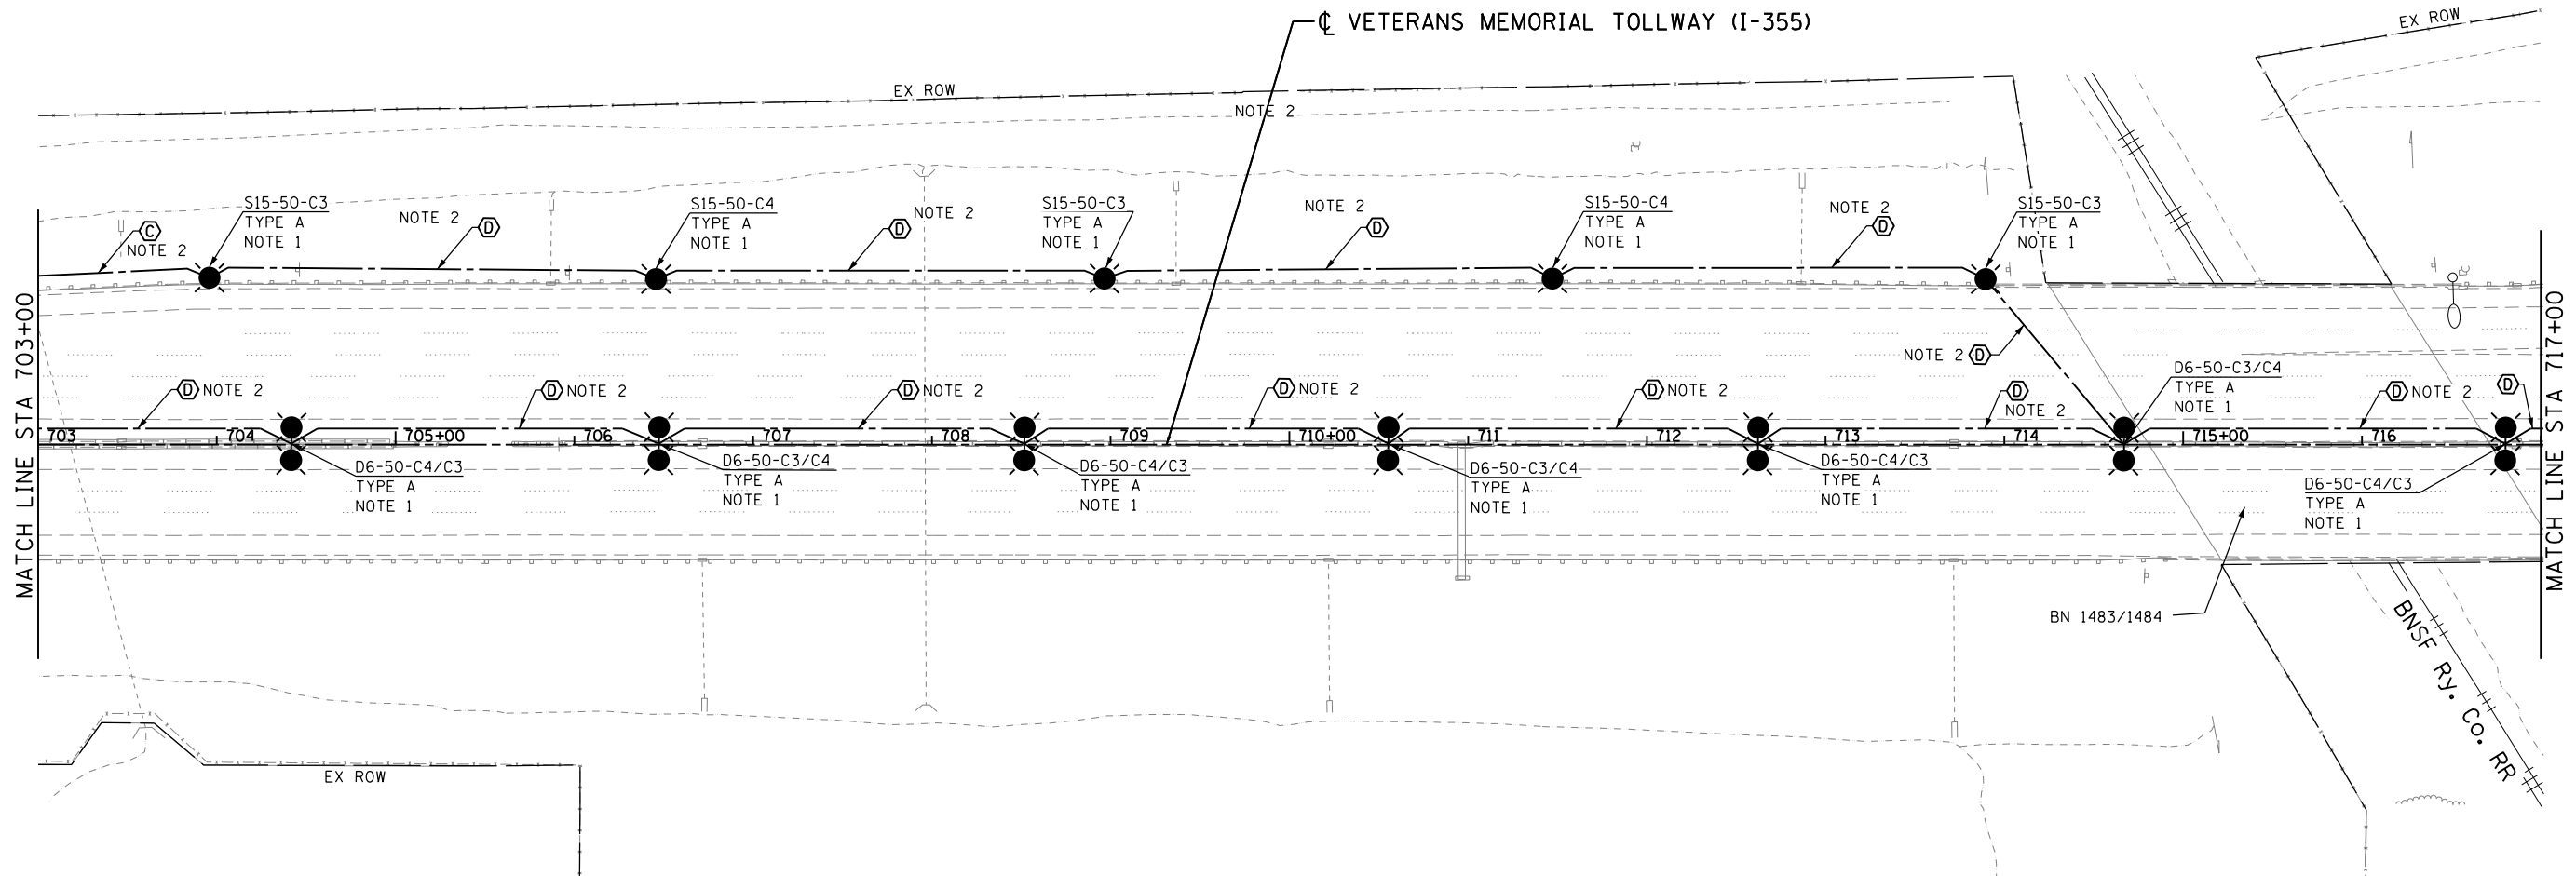 ℄ VETERANS MEMORIAL TOLLWAY (I-355)
EX ROW
EX ROW
NOTE 2
S15-50-C3
TYPE A
NOTE 1
S15-50-C4
TYPE A
NOTE 1
S15-50-C3
TYPE A
NOTE 1
S15-50-C4
TYPE A
NOTE 1
S15-50-C3
TYPE A
NOTE 1
C
NOTE 2
NOTE 2
D
NOTE 2
D
NOTE 2
D
NOTE 2
D
MATCH LINE STA 703+00
MATCH LINE STA 717+00
NOTE 2 D
D NOTE 2
D NOTE 2
D NOTE 2
D NOTE 2
D NOTE 2
D
NOTE 2
D6-50-C3/C4
TYPE A
NOTE 1
D NOTE 2
D
703 704 705+00 706 707 708 709 710+00 711 712 713 714 715+00 716
D6-50-C4/C3
TYPE A
NOTE 1
D6-50-C3/C4
TYPE A
NOTE 1
D6-50-C4/C3
TYPE A
NOTE 1
D6-50-C3/C4
TYPE A
NOTE 1
D6-50-C4/C3
TYPE A
NOTE 1
D6-50-C4/C3
TYPE A
NOTE 1
BN 1483/1484
BNSF Ry. Co. RR
EX ROW